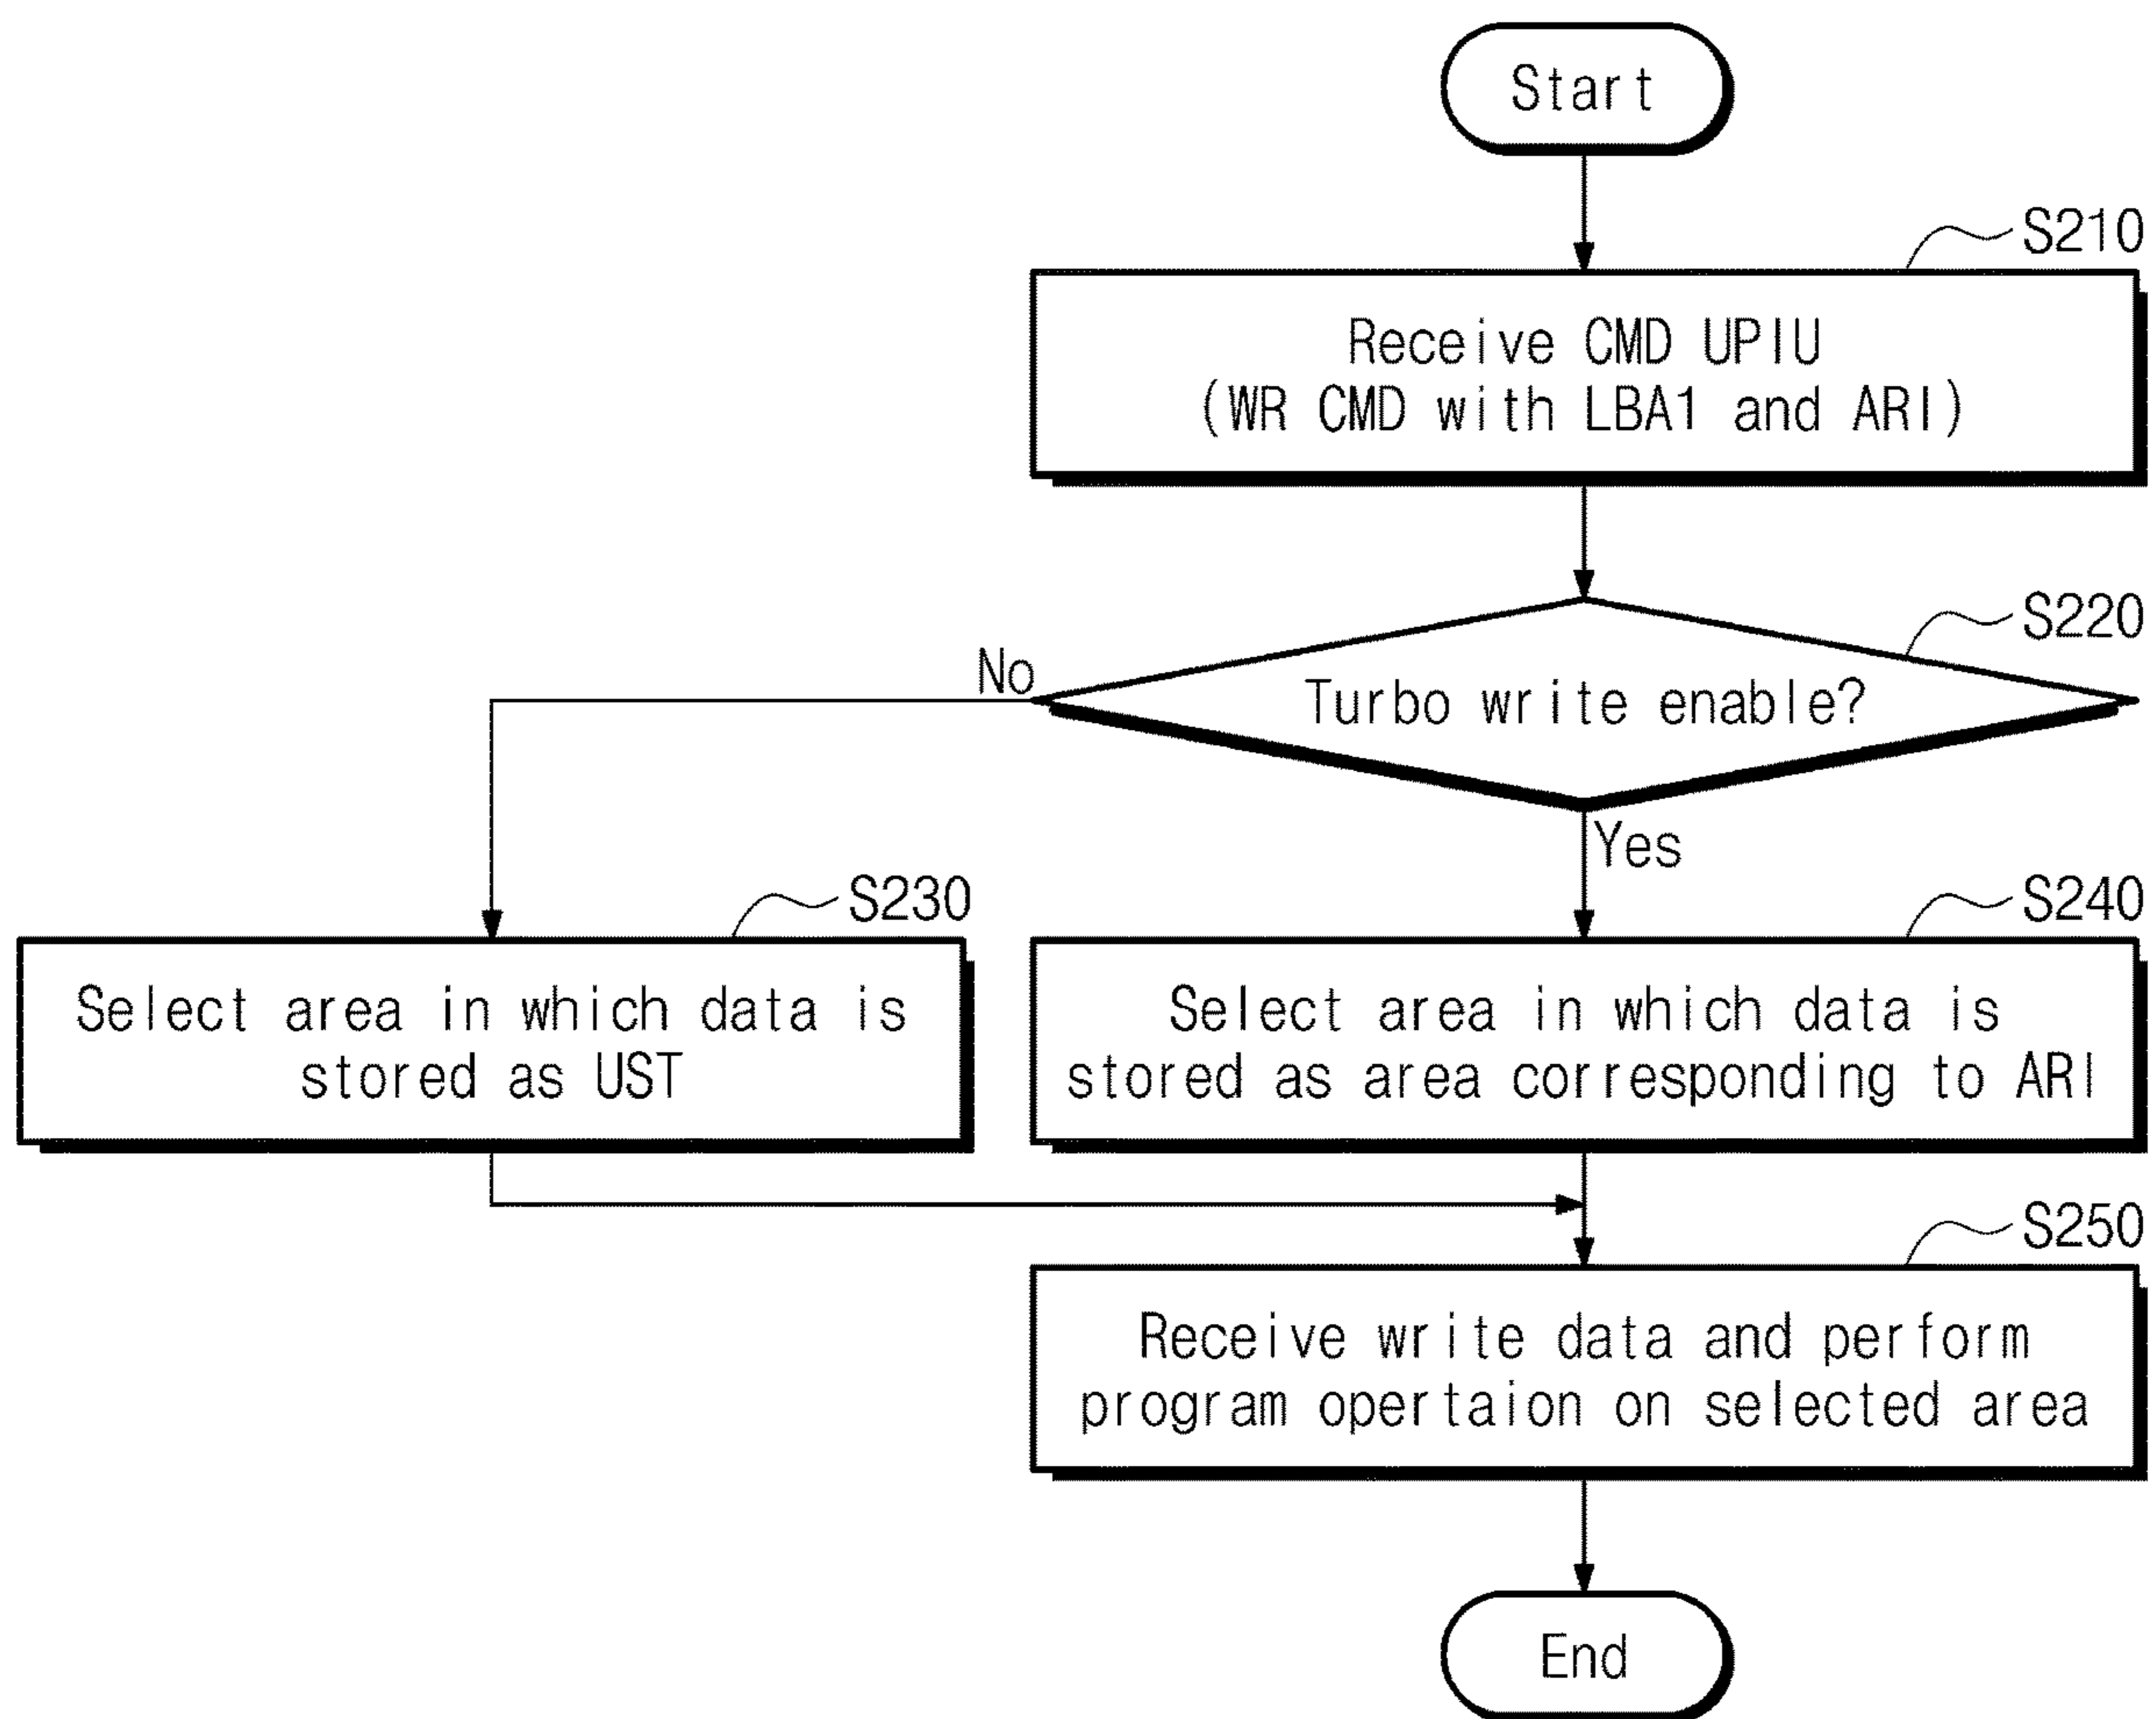 Start
S210
Receive CMD UPIU
(WR CMD with LBA1 and ARI)
S220
No
Turbo write enable?
Yes
S230
Select area in which data is
stored as UST
S240
Select area in which data is
stored as area corresponding to ARI
S250
Receive write data and perform
program opertaion on selected area
End